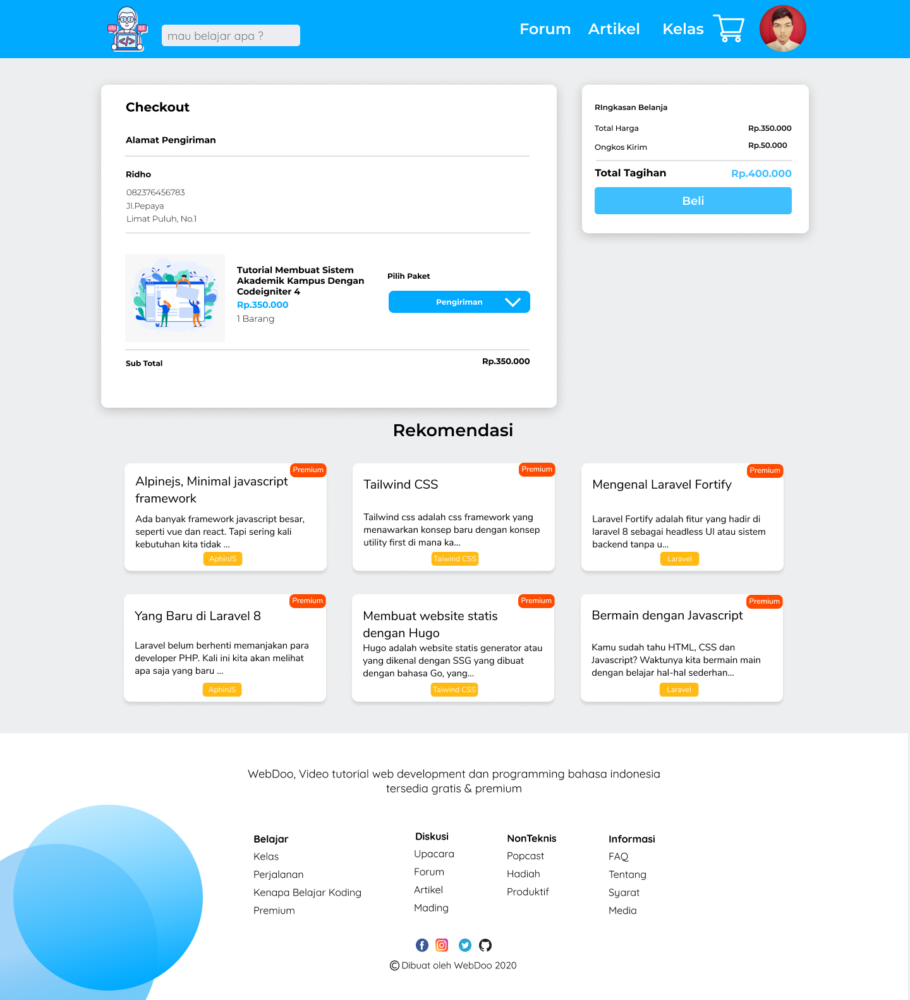 mau belajar apa ?
Forum
Artikel
Kelas
Checkout
Alamat Pengiriman
Ridho
082376456783
Jl.Pepaya
Limat Puluh, No.1
Tutorial Membuat Sistem
Akademik Kampus Dengan
Codeigniter 4
Rp.350.000
1 Barang
Pilih Paket
Pengiriman
Sub Total
Rp.350.000
RIngkasan Belanja
Total Harga
Rp.350.000
Ongkos Kirim
Rp.50.000
Total Tagihan
Rp.400.000
Beli
Rekomendasi
Premium
Alpinejs, Minimal javascript
framework
Ada banyak framework javascript besar,
seperti vue dan react. Tapi sering kali
kebutuhan kita tidak ...
AphinJS
Premium
Tailwind CSS
Tailwind css adalah css framework yang
menawarkan konsep baru dengan konsep
utility first di mana ka...
Taiwind CSS
Premium
Mengenal Laravel Fortify
Laravel Fortify adalah fitur yang hadir di
laravel 8 sebagai headless UI atau sistem
backend tanpa u...
Laravel
Premium
Yang Baru di Laravel 8
Laravel belum berhenti memanjakan para
developer PHP. Kali ini kita akan melihat
apa saja yang baru ...
AphinJS
Premium
Membuat website statis
dengan Hugo
Hugo adalah website statis generator atau
yang dikenal dengan SSG yang dibuat
dengan bahasa Go, yang...
Taiwind CSS
Premium
Bermain dengan Javascript
Kamu sudah tahu HTML, CSS dan
Javascript? Waktunya kita bermain main
dengan belajar hal-hal sederhan...
Laravel
WebDoo, Video tutorial web development dan programming bahasa indonesia
tersedia gratis & premium
Belajar
Kelas
Perjalanan
Kenapa Belajar Koding
Premium
Diskusi
Upacara
Forum
Artikel
Mading
NonTeknis
Popcast
Hadiah
Produktif
Informasi
FAQ
Tentang
Syarat
Media
© Dibuat oleh WebDoo 2020